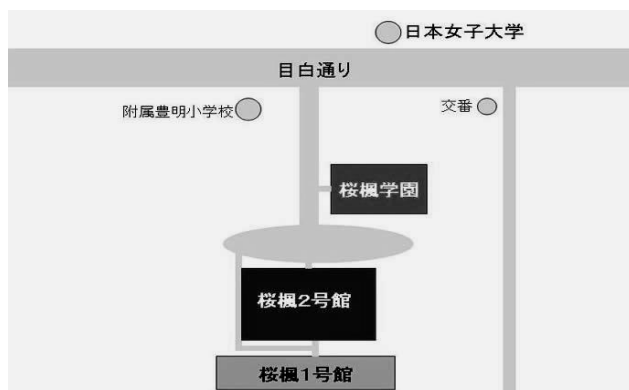 日本女子大学
目白通り
附属豊明小学校
交番
桜楓学園
桜楓2号館
桜楓1号館